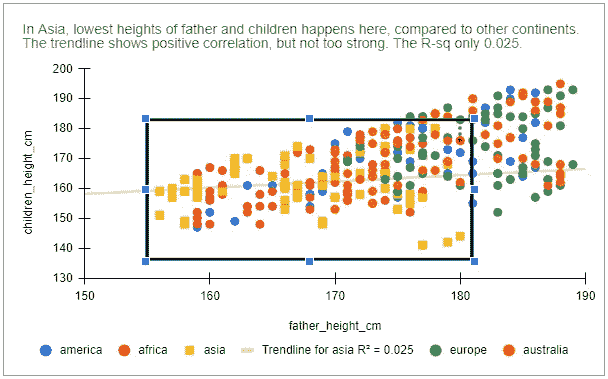 In Asia, lowest heights of father and children happens here, compared to other continents.
The trendline shows positive correlation, but not too strong. The R-sq only 0.025.
200
190
180
170
160
150
140
130
children_height_cm
150
160
170
180
190
father_height_cm
america
africa
asia
Trendline for asia R² = 0.025
europe
australia